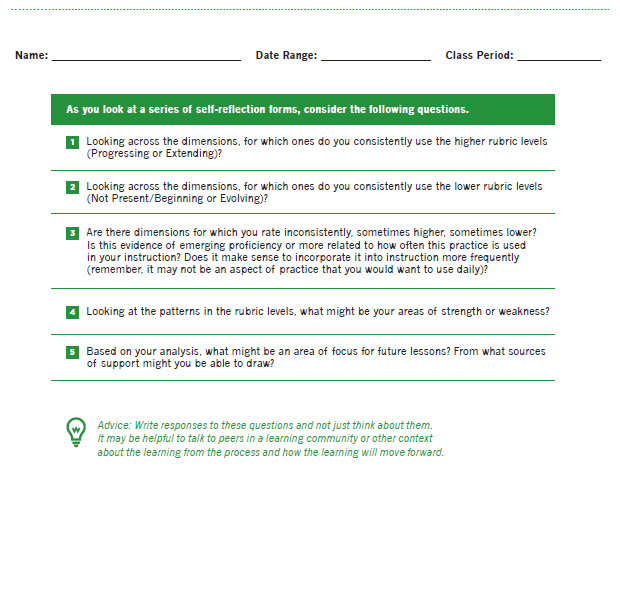 Name: Date Range: Class Period:
As you look at a series of self-reflection forms, consider the following questions.
1 Looking across the dimensions, for which ones do you consistently use the higher rubric levels
(Progressing or Extending)?
2 Looking across the dimensions, for which ones do you consistently use the lower rubric levels
(Not Present/Beginning or Evolving)?
3 Are there dimensions for which you rate inconsistently, sometimes higher, sometimes lower?
Is this evidence of emerging proficiency or more related to how often this practice is used
in your instruction? Does it make sense to incorporate it into instruction more frequently
(remember, it may not be an aspect of practice that you would want to use daily)?
4 Looking at the patterns in the rubric levels, what might be your areas of strength or weakness?
5 Based on your analysis, what might be an area of focus for future lessons? From what sources
of support might you be able to draw?
Advice: Write responses to these questions and not just think about them.
It may be helpful to talk to peers in a learning community or other context
about the learning from the process and how the learning will move forward.